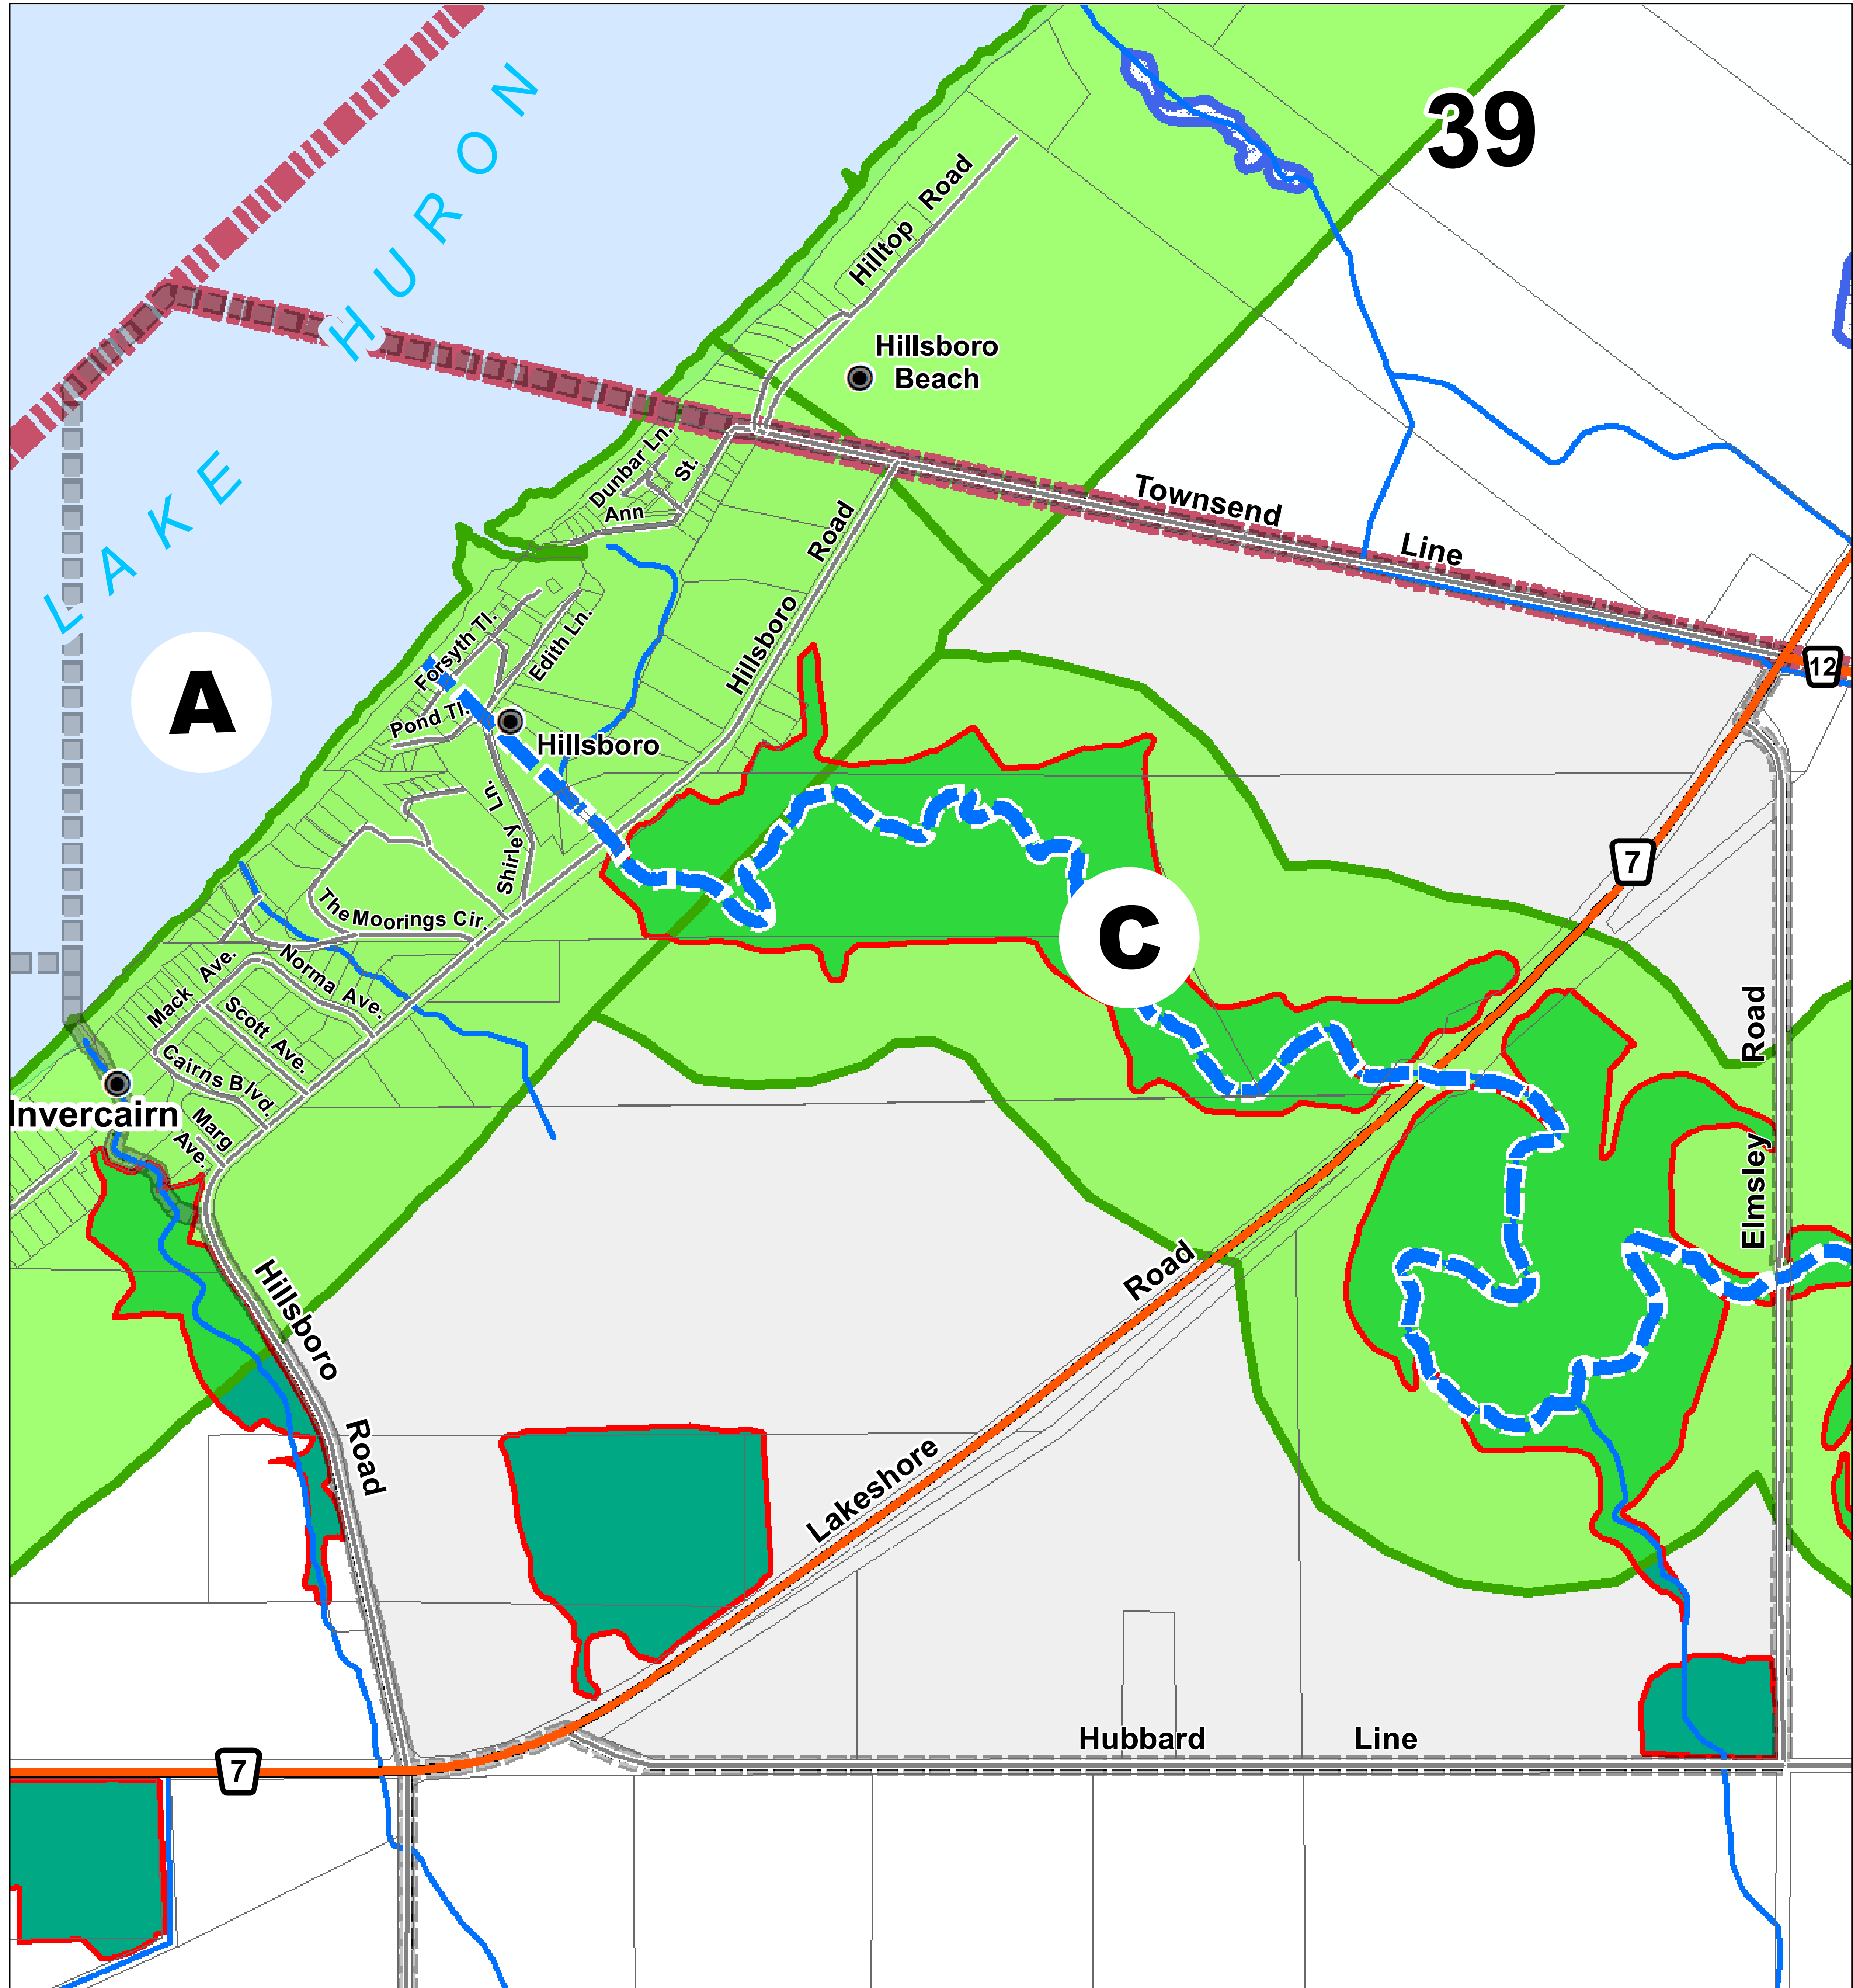 39
LAKE HURON
Hilltop Road
Hillsboro
Beach
Dunbar Ln.
Ann St.
Townsend Line
Hillsboro Road
12
Forsyth Tl.
Edith Ln.
Pond Tl.
A
Hillsboro
Shirley Ln.
7
C
The Moorings Cir.
Norma Ave.
Mack Ave.
Scott Ave.
Cairns Blvd.
Invercairn
Marg
Ave.
Elmsley Road
Hillsboro Road
Lakeshore Road
Hubbard Line
7